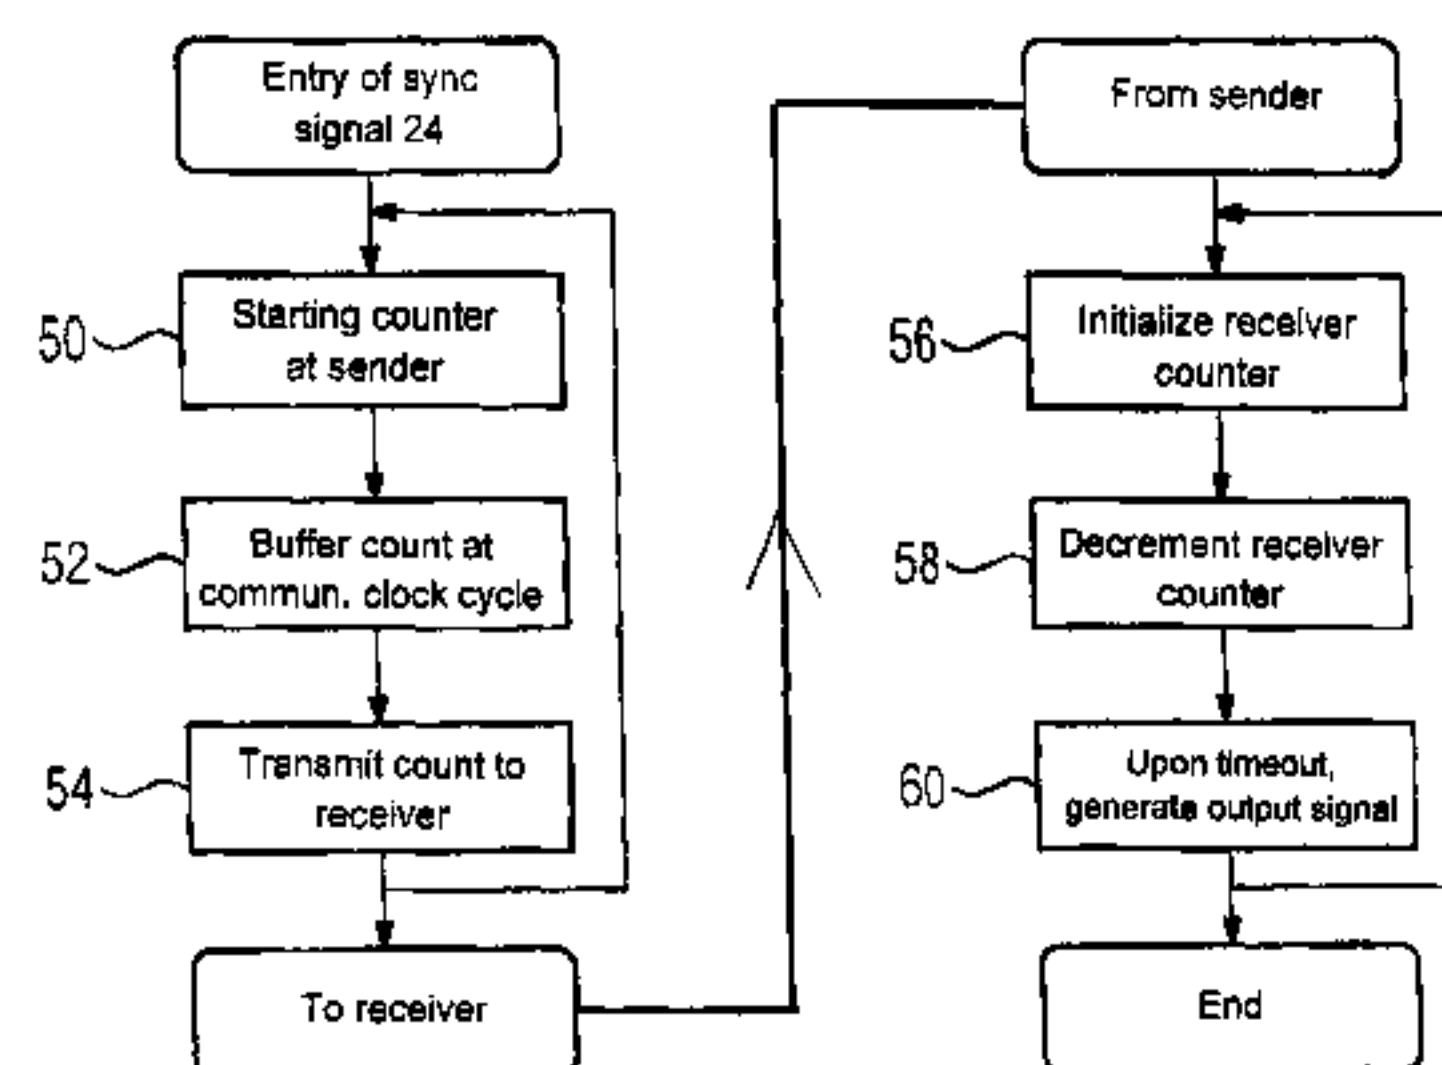 Entry of sync
signal 24
50
Starting counter
at sender
52
Buffer count at
commun. clock cycle
54
Transmit count to
receiver
To receiver
From sender
56
Initialize receiver
counter
58
Decrement receiver
counter
60
Upon timeout,
generate output signal
End